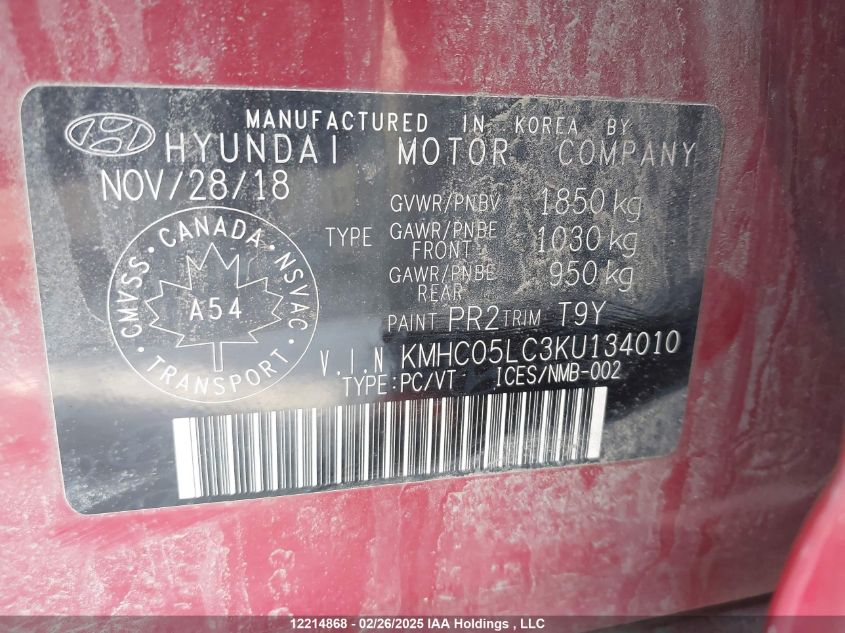 MANUFACTURED IN KOREA BY
HYUNDAI MOTOR COMPANY
NOV/28/18
GVWR/PNBV 1850 kg
TYPE GAWR/PNBE FRONT 1030 kg
GAWR/PNBE REAR 950 kg
CMVSS · CANADA · NSVAC · TRANSPORT ·
A54
PAINT PR2 TRIM T9Y
V.I.N KMHC05LC3KU134010
TYPE:PC/VT ICES/NMB-002
12214868 - 02/26/2025 IAA Holdings , LLC